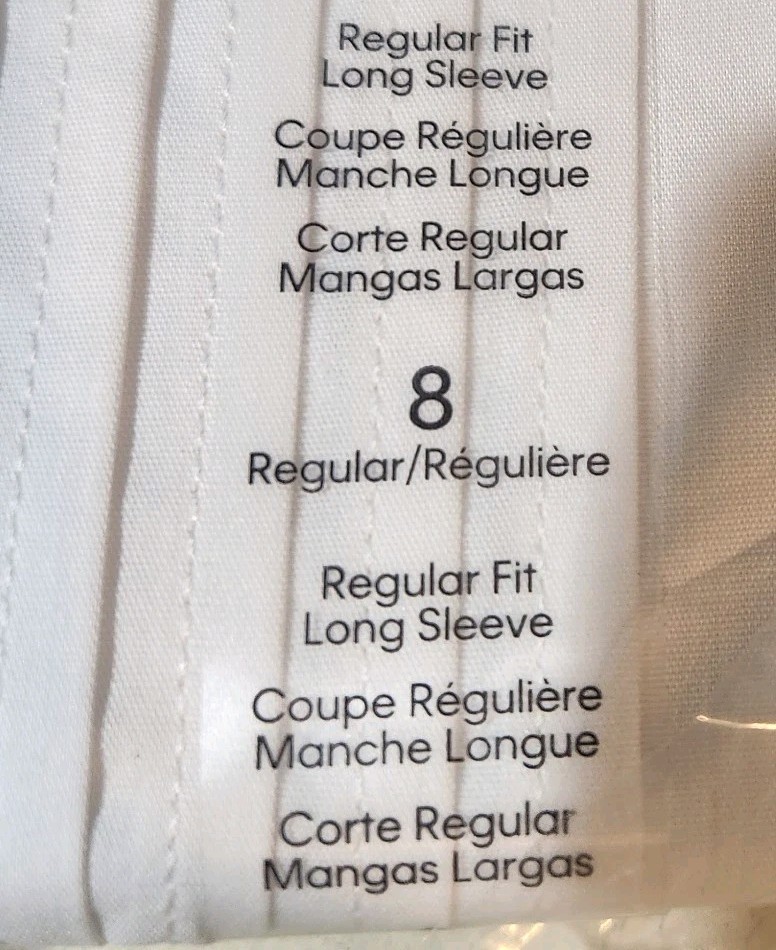 Regular Fit
Long Sleeve
Coupe Régulière
Manche Longue
Corte Regular
Mangas Largas
8
Regular/Régulière
Regular Fit
Long Sleeve
Coupe Régulière
Manche Longue
Corte Regular
Mangas Largas